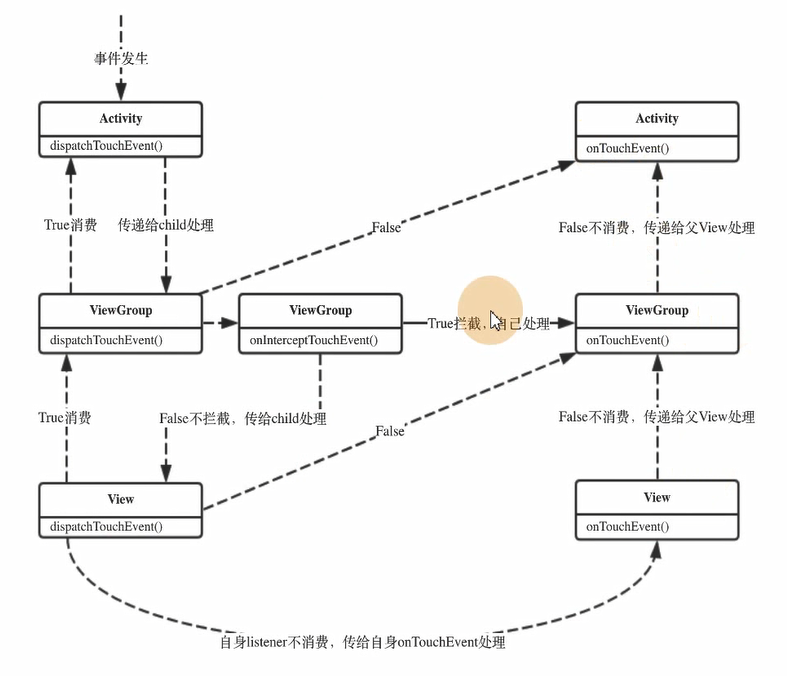 事件发生
Activity
dispatchTouchEvent()
Activity
onTouchEvent()
True消费
传递给child处理
False
False不消费，传递给父View处理
ViewGroup
dispatchTouchEvent()
ViewGroup
onInterceptTouchEvent()
True拦截，自己处理
ViewGroup
onTouchEvent()
True消费
False不拦截，传给child处理
False
False不消费，传递给父View处理
View
dispatchTouchEvent()
View
onTouchEvent()
自身listener不消费，传给自身onTouchEvent处理